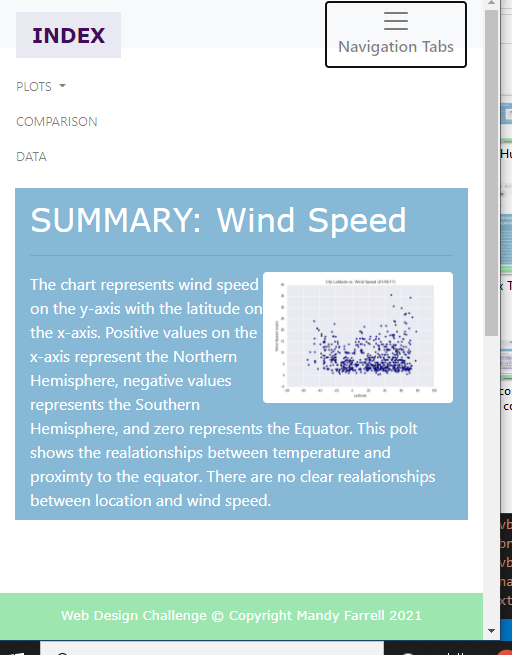 INDEX
Navigation Tabs
PLOTS
COMPARISON
DATA
SUMMARY: Wind Speed
The chart represents wind speed
on the y-axis with the latitude on
the x-axis. Positive values on the
x-axis represent the Northern
Hemisphere, negative values
represents the Southern
Hemisphere, and zero represents the Equator. This polt
shows the realationships between temperature and
proximty to the equator. There are no clear realationships
between location and wind speed.
City Latitude vs. Wind Speed
Wind Speed (mph)
Latitude
Web Design Challenge © Copyright Mandy Farrell 2021